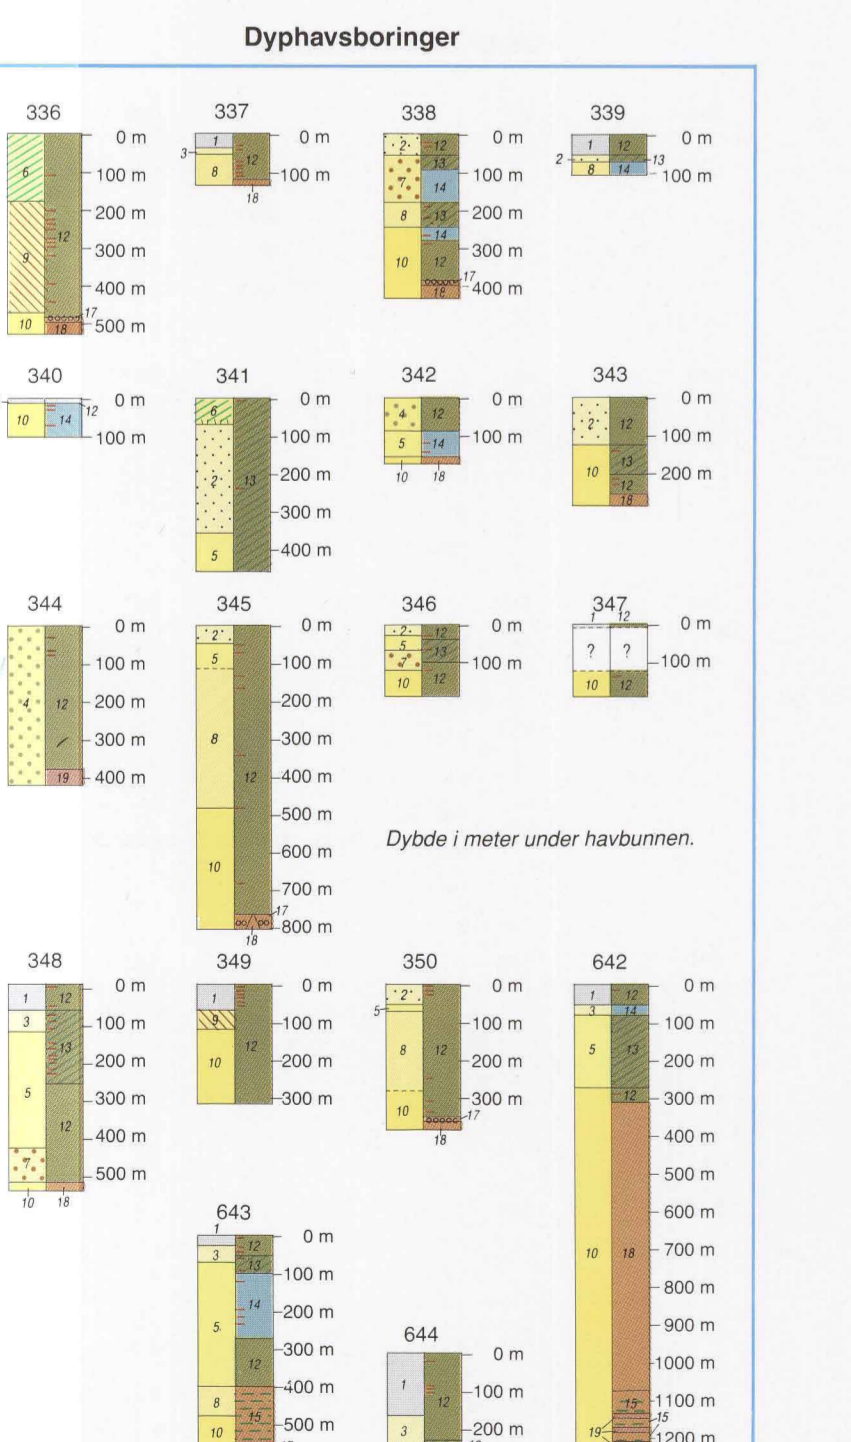 Dyphavsboringer
336
6
9
10
12
17
18
0 m
100 m
200 m
300 m
400 m
500 m
337
1
3
8
12
18
0 m
100 m
338
2
7
8
10
12
13
14
13
14
12
17
18
0 m
100 m
200 m
300 m
400 m
339
1
2
8
12
13
14
0 m
100 m
340
10
12
14
0 m
100 m
341
6
2
5
13
0 m
100 m
200 m
300 m
400 m
342
4
5
10
12
14
18
0 m
100 m
343
2
10
12
13
12
18
0 m
100 m
200 m
344
4
12
19
0 m
100 m
200 m
300 m
400 m
345
2
5
8
10
12
17
18
0 m
100 m
200 m
300 m
400 m
500 m
600 m
700 m
800 m
346
2
5
7
10
12
13
12
0 m
100 m
347
1 12
? ?
10 12
0 m
100 m
Dybde i meter under havbunnen.
348
1
3
5
7
10
12
13
12
18
0 m
100 m
200 m
300 m
400 m
500 m
349
1
9
10
12
0 m
100 m
200 m
300 m
350
2
5
8
10
12
17
18
0 m
100 m
200 m
300 m
642
1
3
5
10
12
14
13
12
18
15
15
19
0 m
100 m
200 m
300 m
400 m
500 m
600 m
700 m
800 m
900 m
1000 m
1100 m
1200 m
643
1
3
5
8
10
12
13
14
12
15
0 m
100 m
200 m
300 m
400 m
500 m
644
1
3
12
0 m
100 m
200 m